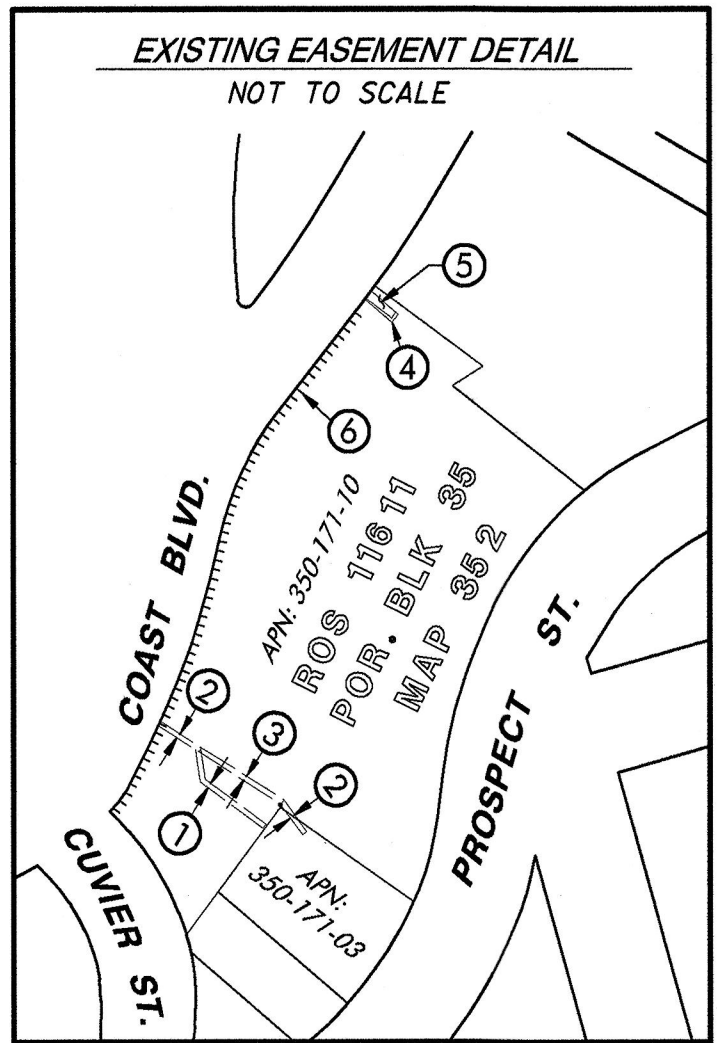 EXISTING EASEMENT DETAIL
NOT TO SCALE
5
4
6
COAST BLVD.
APN: 350-171-10
ROS 11611
POR. BLK 35
MAP 352
PROSPECT ST.
2
3
2
1
CUVIER ST.
APN:
350-171-03